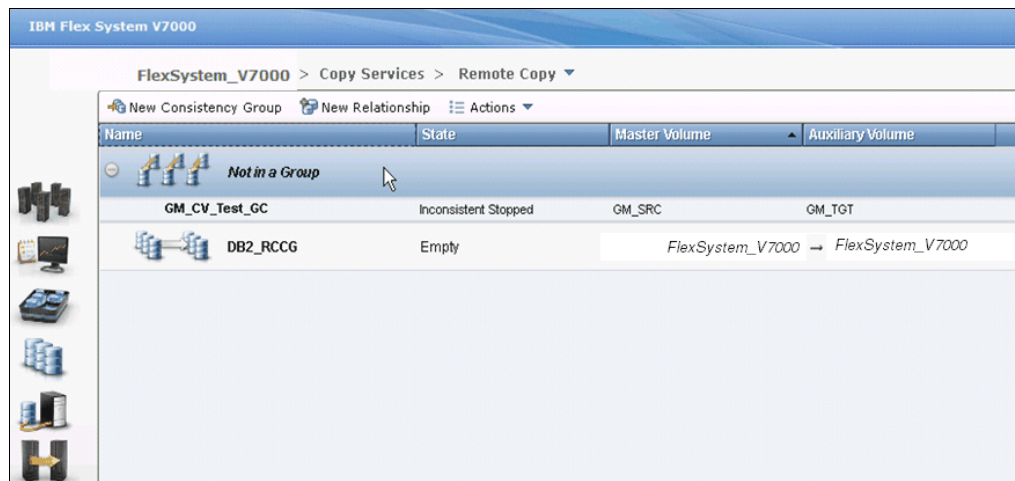 IBM Flex System V7000
FlexSystem_V7000 > Copy Services > Remote Copy
New Consistency Group New Relationship Actions
Name State Master Volume Auxiliary Volume
Not in a Group
GM_CV_Test_GC Inconsistent Stopped GM_SRC GM_TGT
DB2_RCCG Empty FlexSystem_V7000 → FlexSystem_V7000